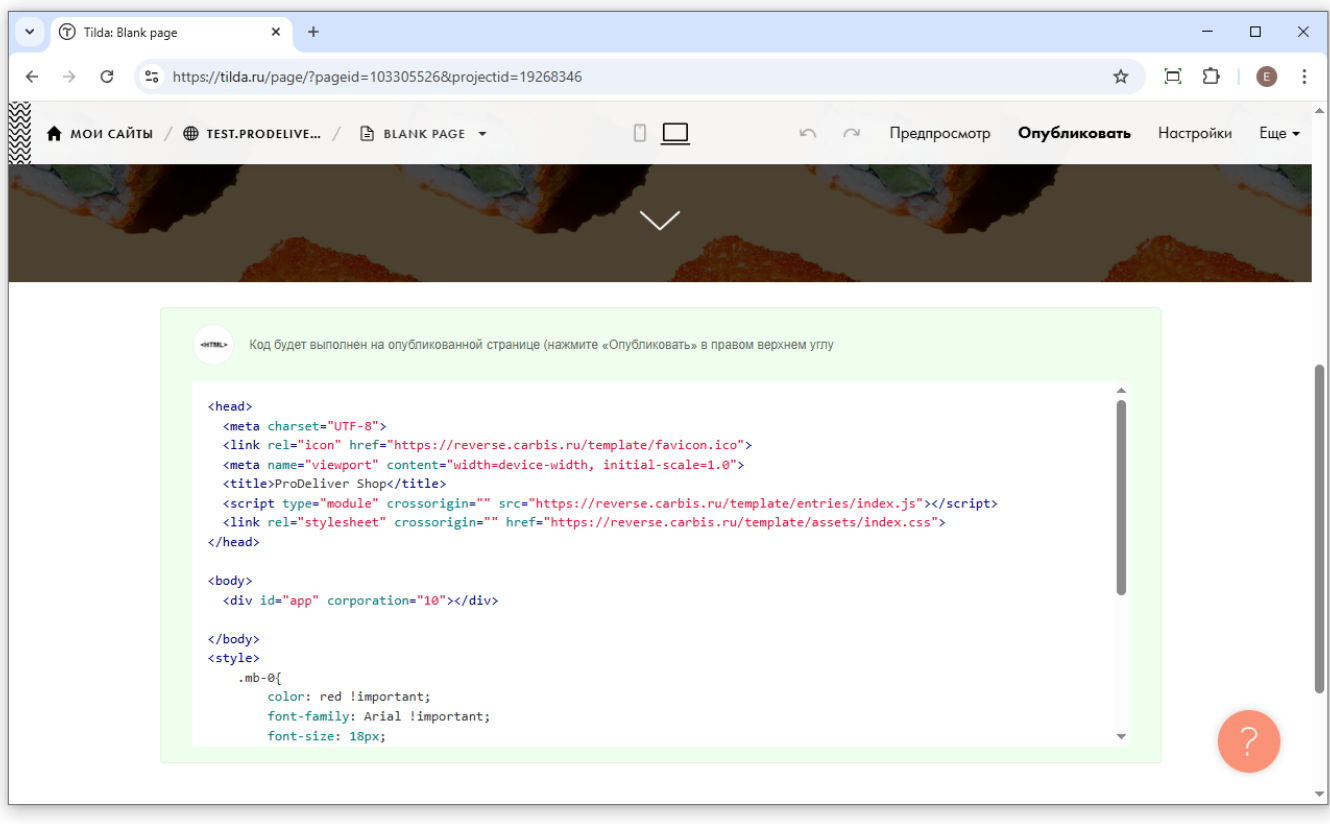 Tilda: Blank page
https://tilda.ru/page/?pageid=103305526&projectid=19268346
E
МОИ САЙТЫ / TEST.PRODELIVE... / BLANK PAGE
Предпросмотр Опубликовать Настройки Еще
<HTML> Код будет выполнен на опубликованной странице (нажмите «Опубликовать» в правом верхнем углу
<head>
<meta charset="UTF-8">
<link rel="icon" href="https://reverse.carbis.ru/template/favicon.ico">
<meta name="viewport" content="width=device-width, initial-scale=1.0">
<title>ProDeliver Shop</title>
<script type="module" crossorigin="" src="https://reverse.carbis.ru/template/entries/index.js"></script>
<link rel="stylesheet" crossorigin="" href="https://reverse.carbis.ru/template/assets/index.css">
</head>
<body>
<div id="app" corporation="10"></div>
</body>
<style>
.mb-0{
color: red !important;
font-family: Arial !important;
font-size: 18px;
?